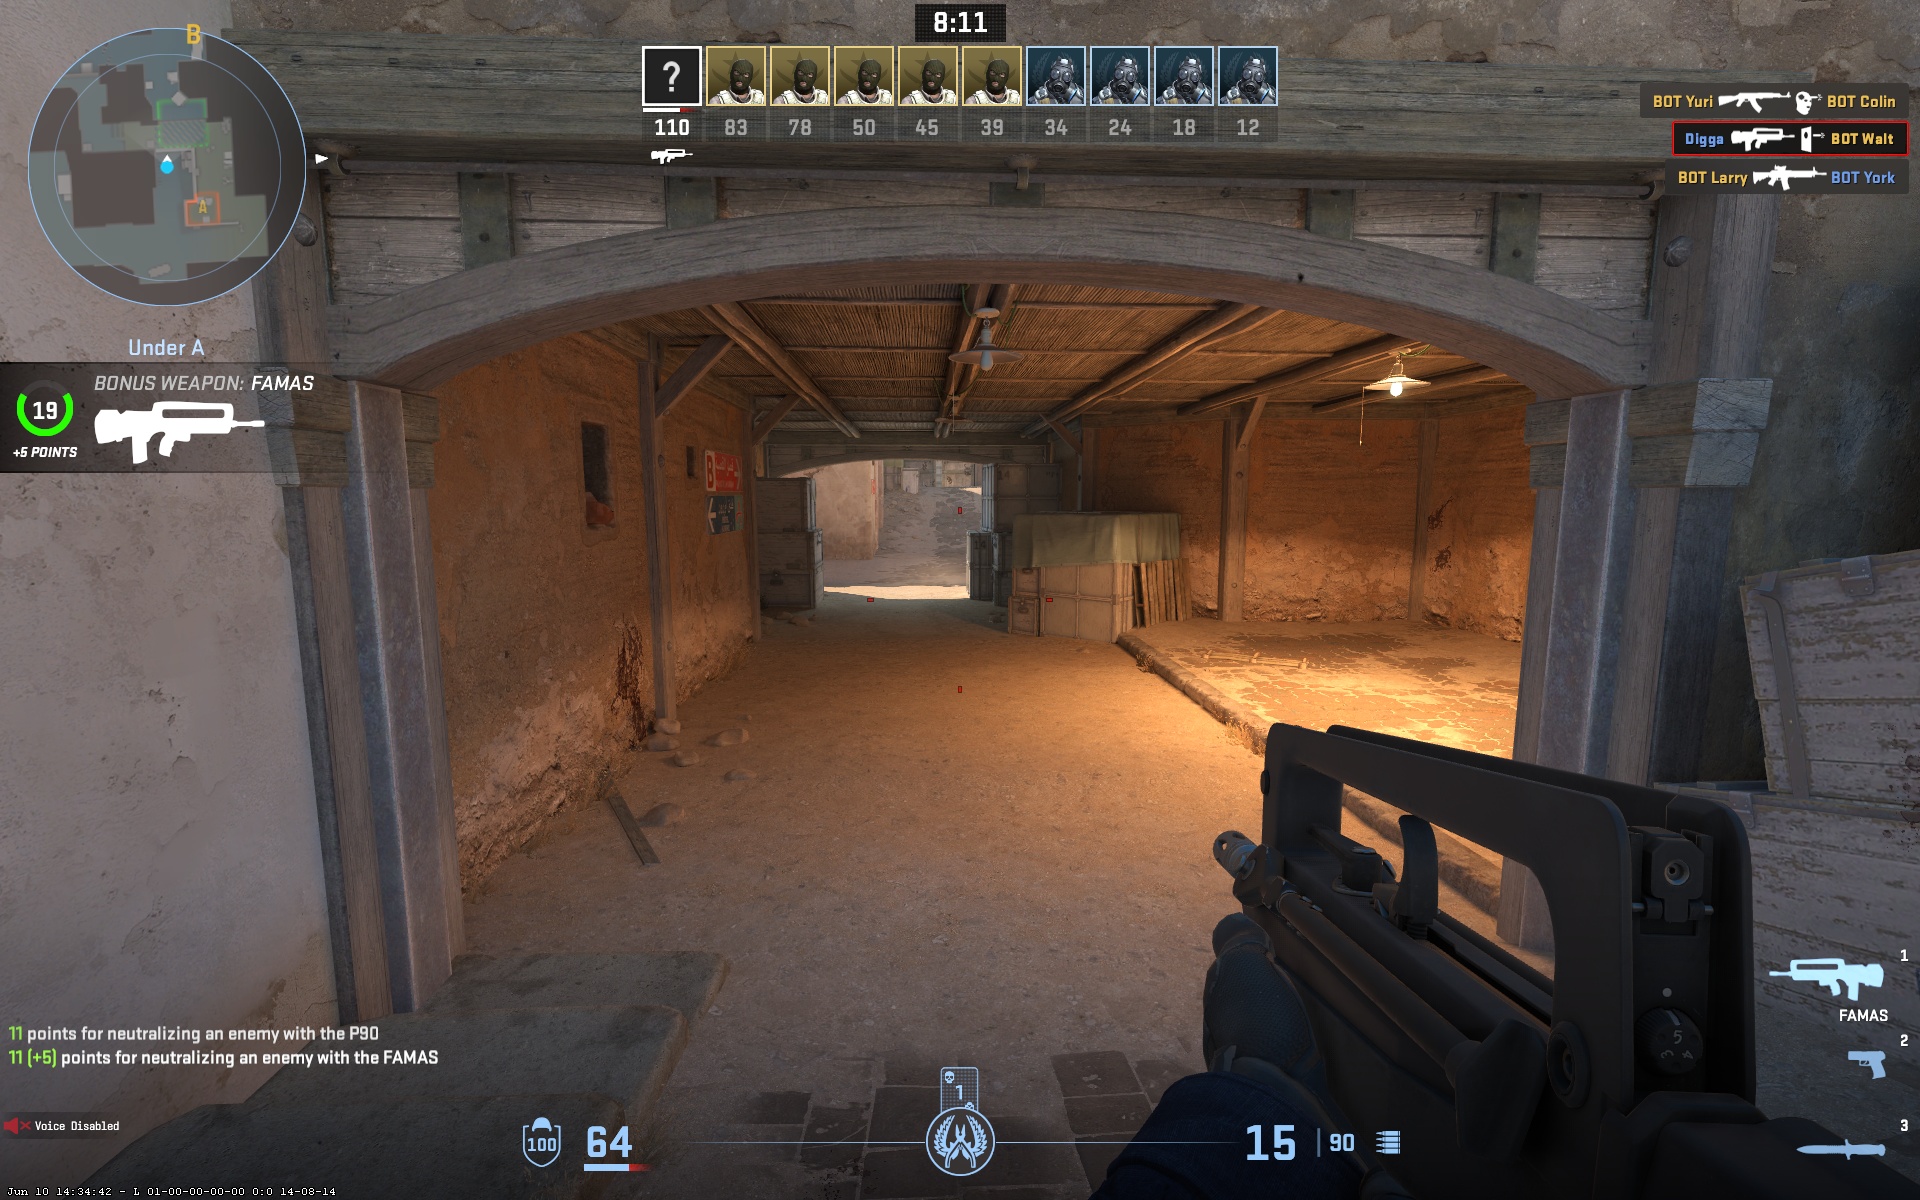 B
8:11
?
110 83 78 50 45 39 34 24 18 12
BOT Yuri BOT Colin
Digga BOT Walt
BOT Larry BOT York
A
Under A
BONUS WEAPON: FAMAS
19
+5 POINTS
B
11 points for neutralizing an enemy with the P90
11 (+5) points for neutralizing an enemy with the FAMAS
Voice Disabled
100 64
1
15 | 90
1
FAMAS
2
3
5
Jun 10 14:34:42 - L 01-00-00-00-00 0:0 14-08-14